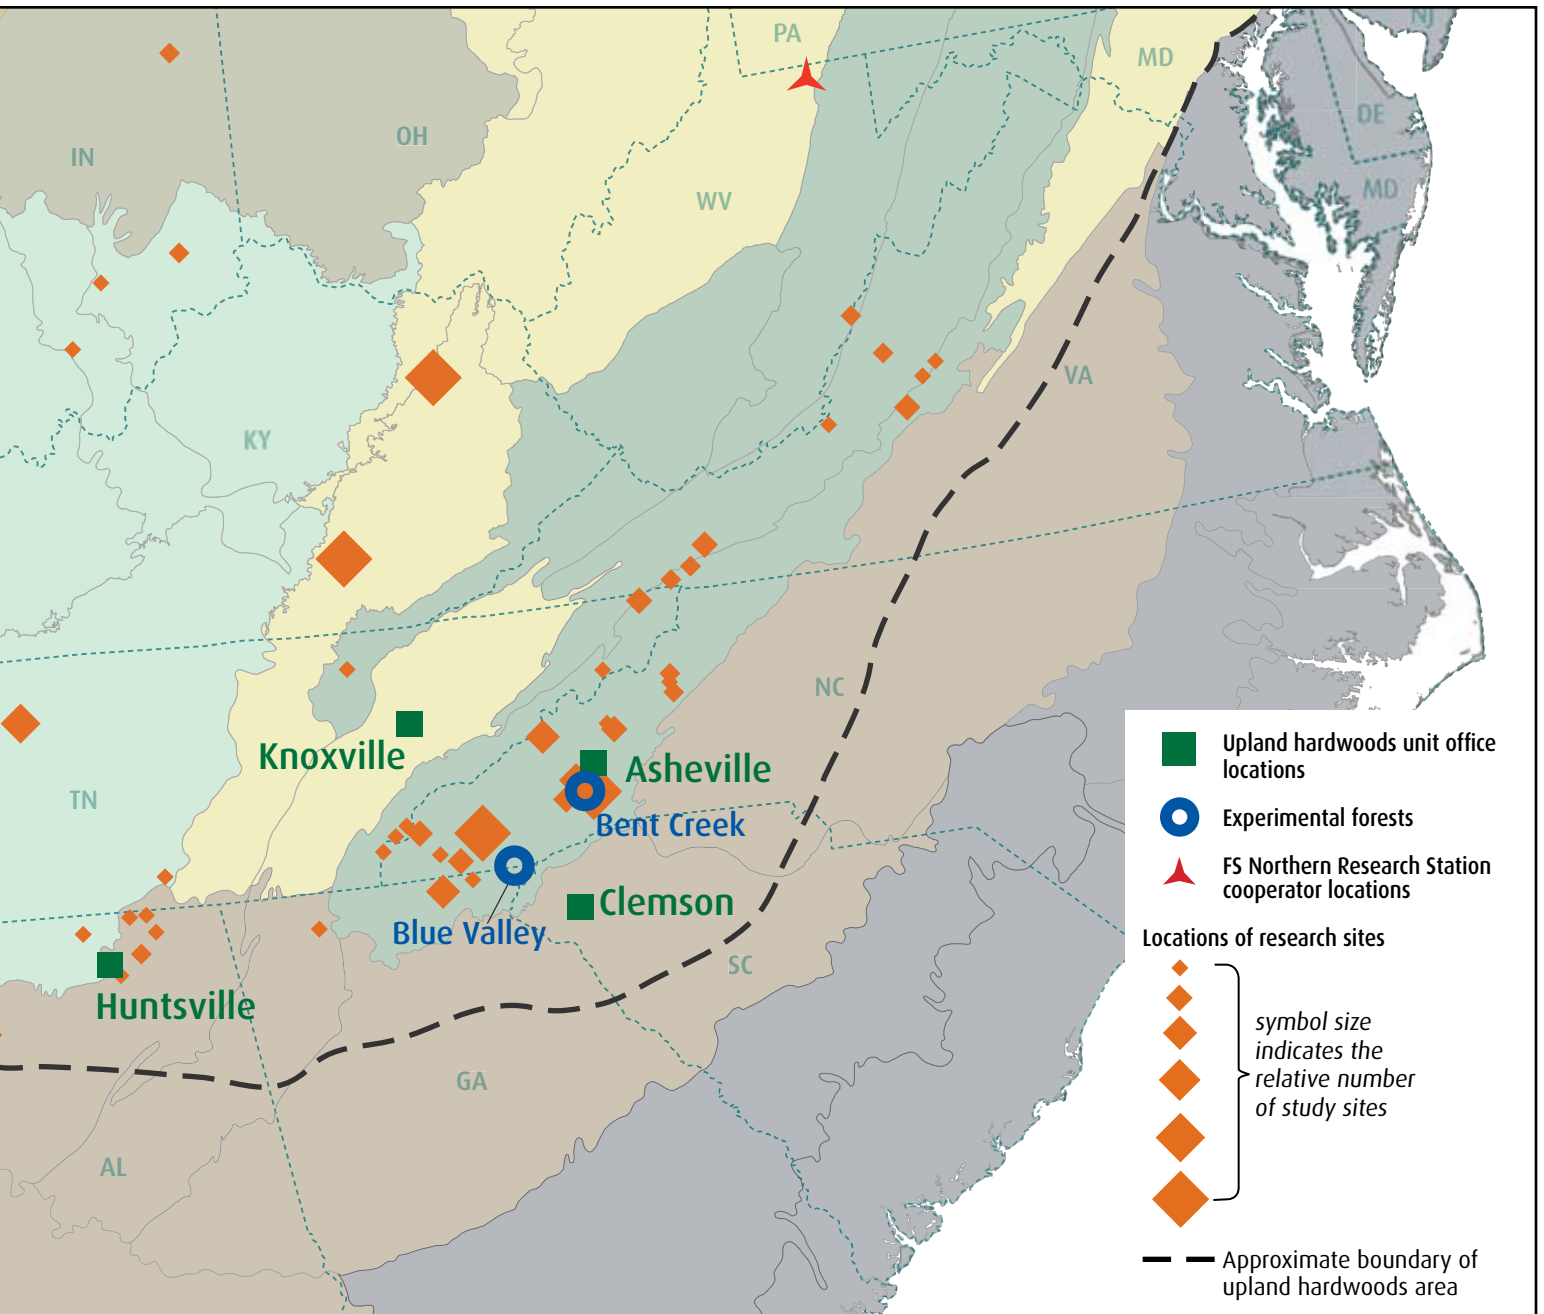 PA
MD
NJ
IN
OH
DE
WV
MD
VA
KY
NC
Knoxville
TN
Asheville
Bent Creek
Clemson
Blue Valley
SC
Huntsville
GA
AL
Upland hardwoods unit office
locations
Experimental forests
FS Northern Research Station
cooperator locations
Locations of research sites
symbol size
indicates the
relative number
of study sites
Approximate boundary of
upland hardwoods area